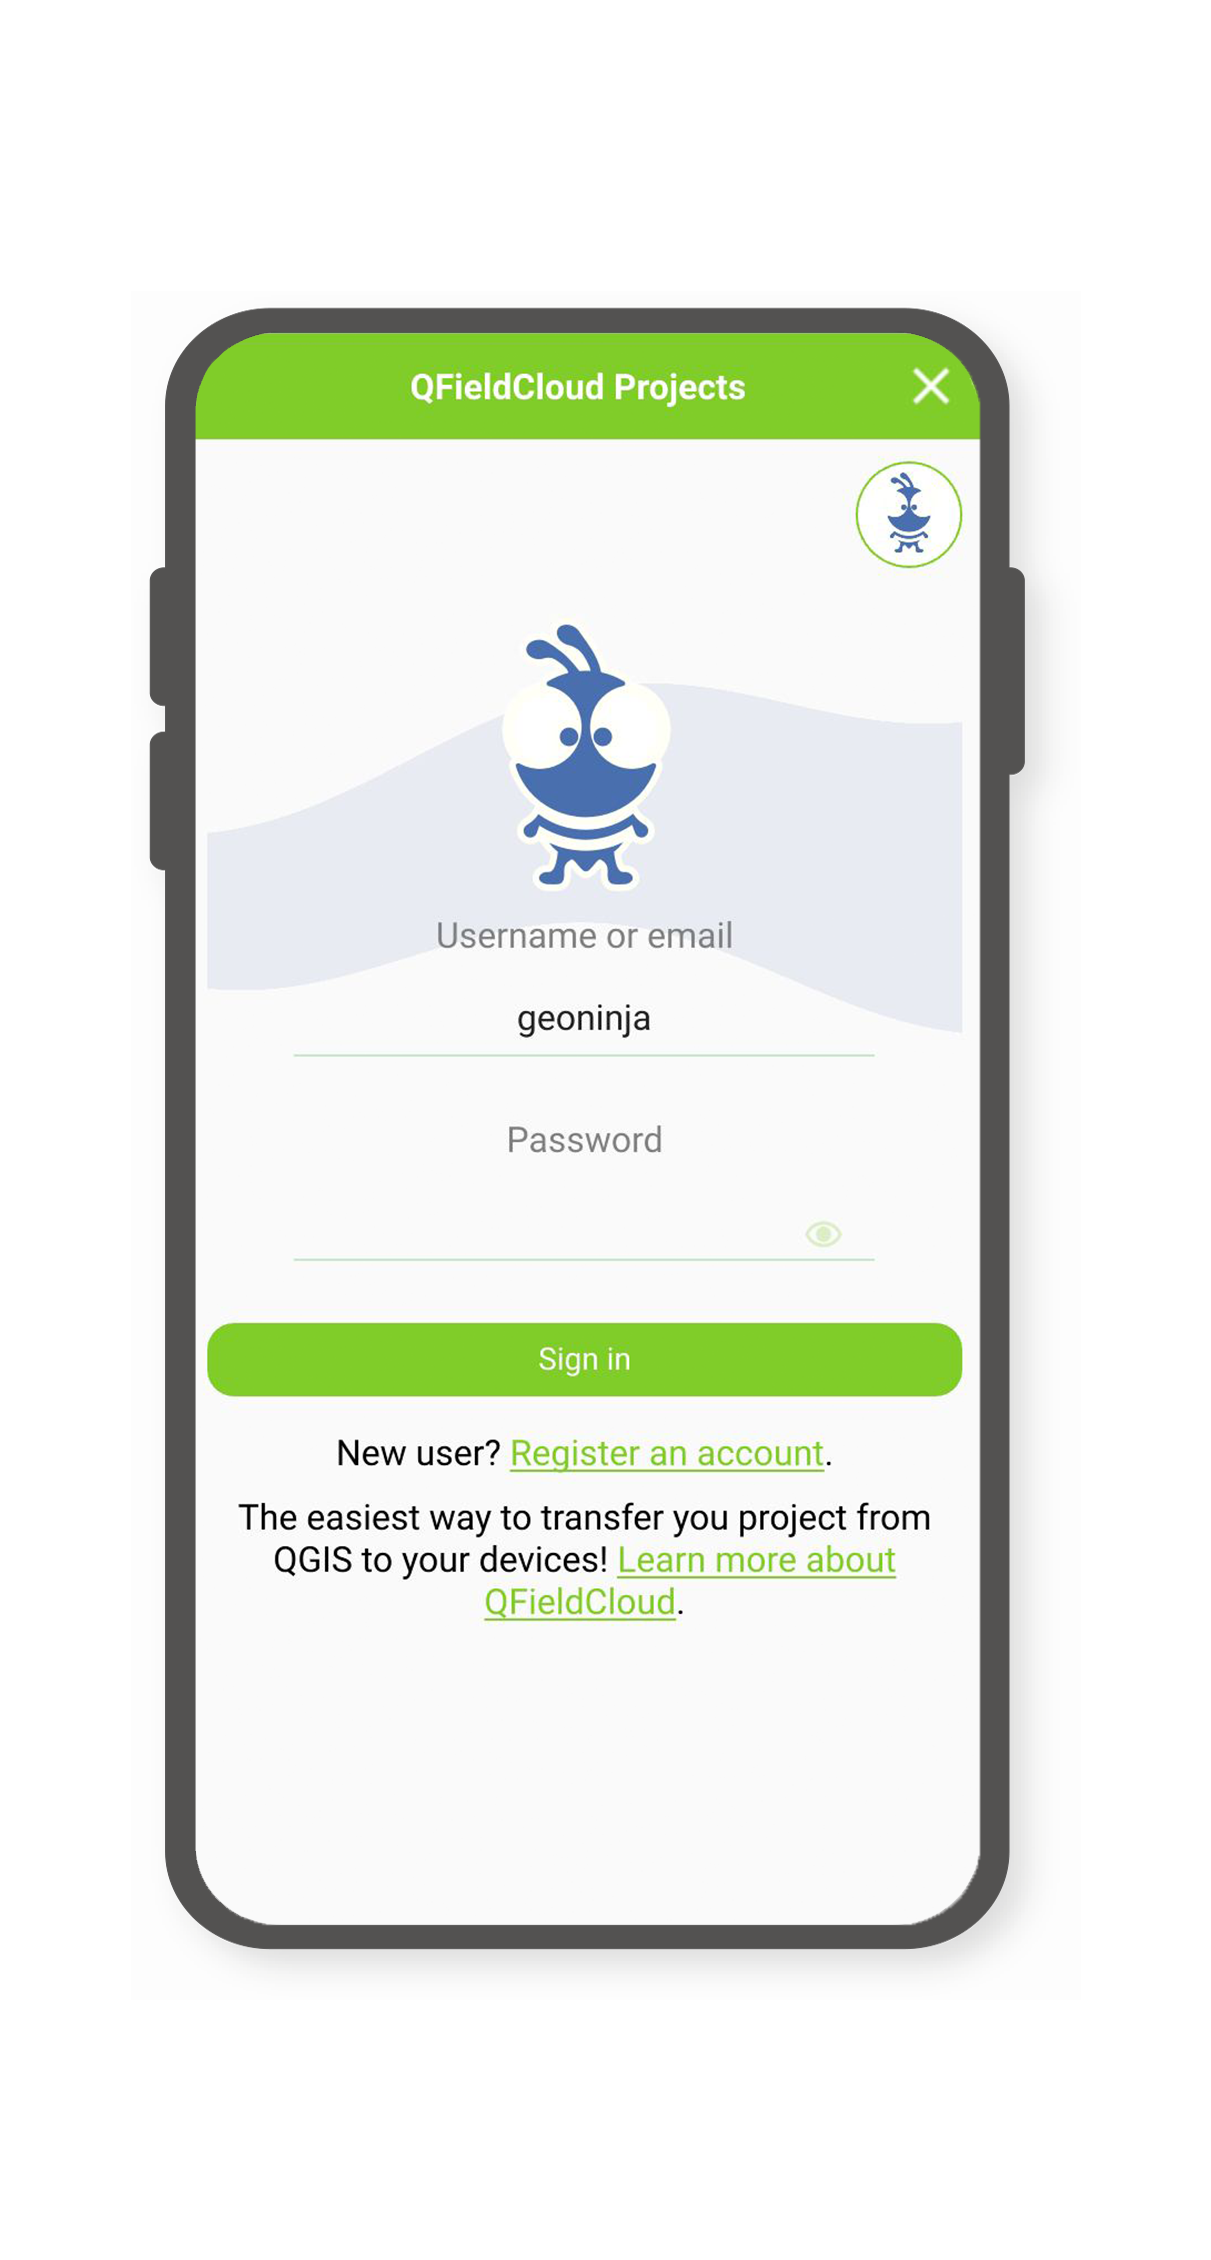 QFieldCloud Projects
Username or email
geoninja
Password
Sign in
New user? Register an account.
The easiest way to transfer you project from
QGIS to your devices! Learn more about
QFieldCloud.